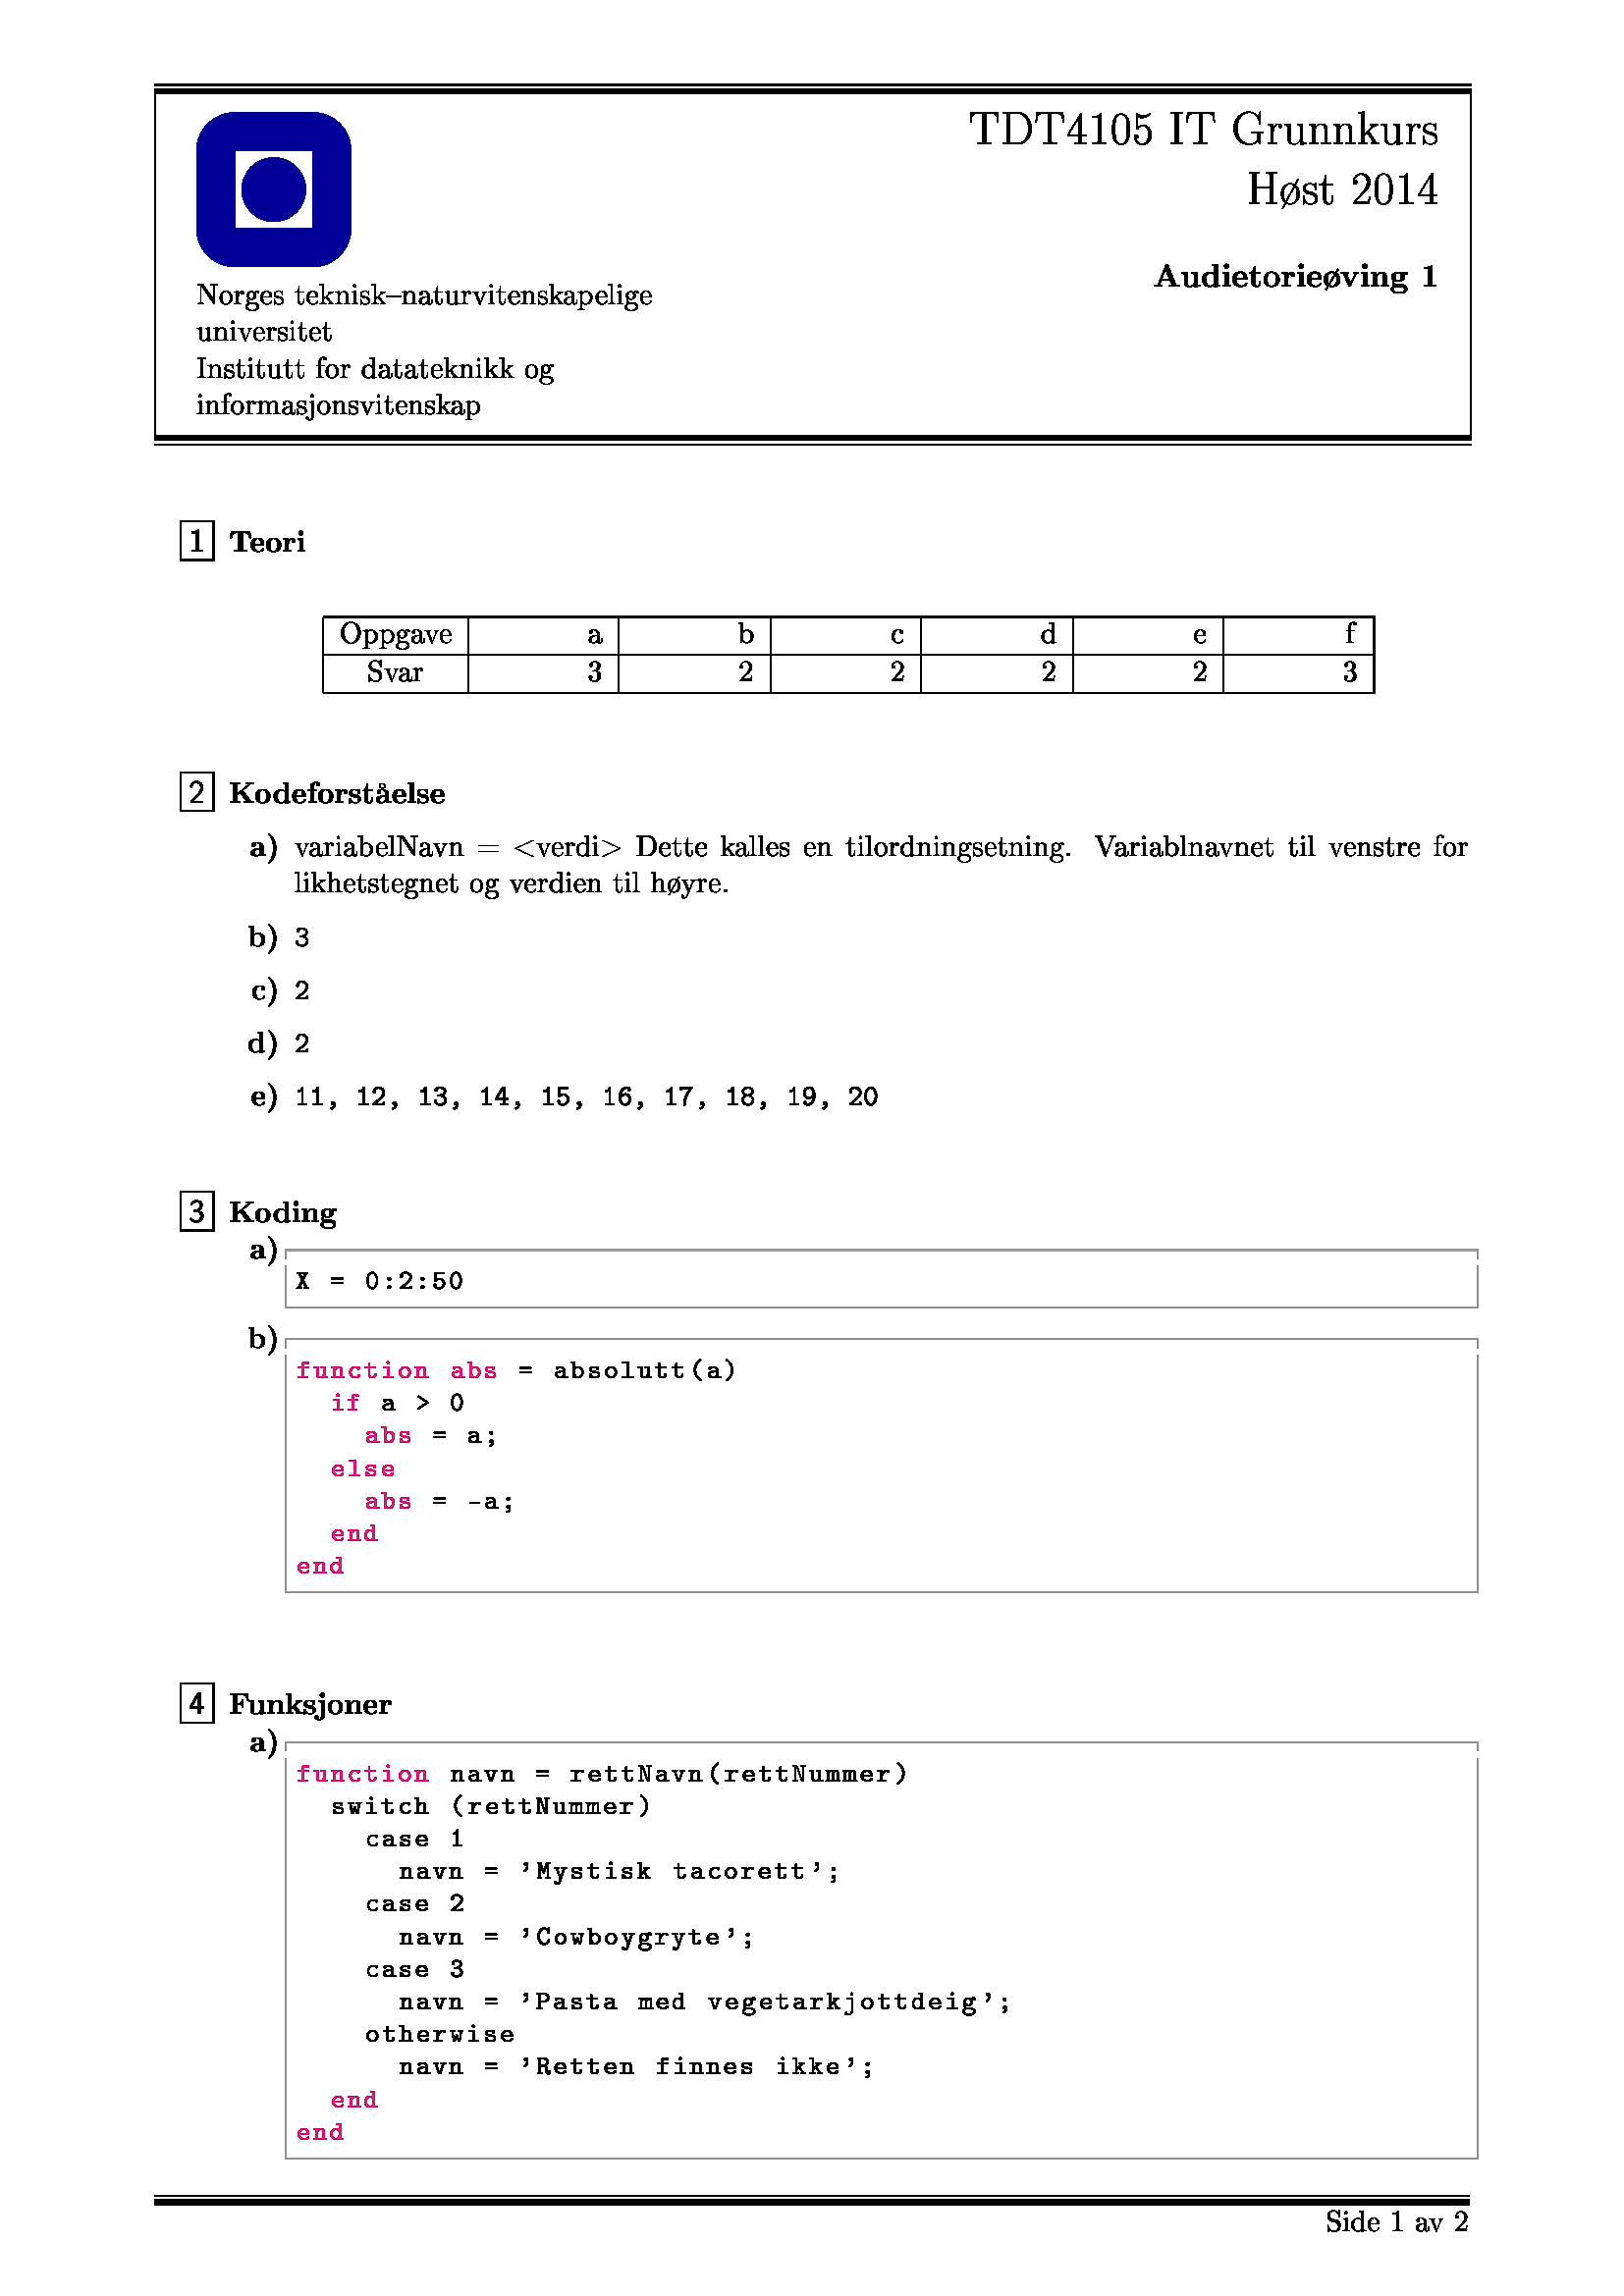 TDT4105 IT Grunnkurs
Høst 2014
Audietorieøving 1
Norges teknisk–naturvitenskapelige
universitet
Institutt for datateknikk og
informasjonsvitenskap
1 Teori
Oppgave a b c d e f
Svar 3 2 2 2 2 3
2 Kodeforståelse
a) variabelNavn = <verdi> Dette kalles en tilordningsetning. Variablnavnet til venstre for
likhetstegnet og verdien til høyre.
b) 3
c) 2
d) 2
e) 11, 12, 13, 14, 15, 16, 17, 18, 19, 20
3 Koding
a)
X = 0:2:50
b)
function abs = absolutt(a)
  if a > 0
    abs = a;
  else
    abs = -a;
  end
end
4 Funksjoner
a)
function navn = rettNavn(rettNummer)
  switch (rettNummer)
    case 1
      navn = 'Mystisk tacorett';
    case 2
      navn = 'Cowboygryte';
    case 3
      navn = 'Pasta med vegetarkjottdeig';
    otherwise
      navn = 'Retten finnes ikke';
  end
end
Side 1 av 2